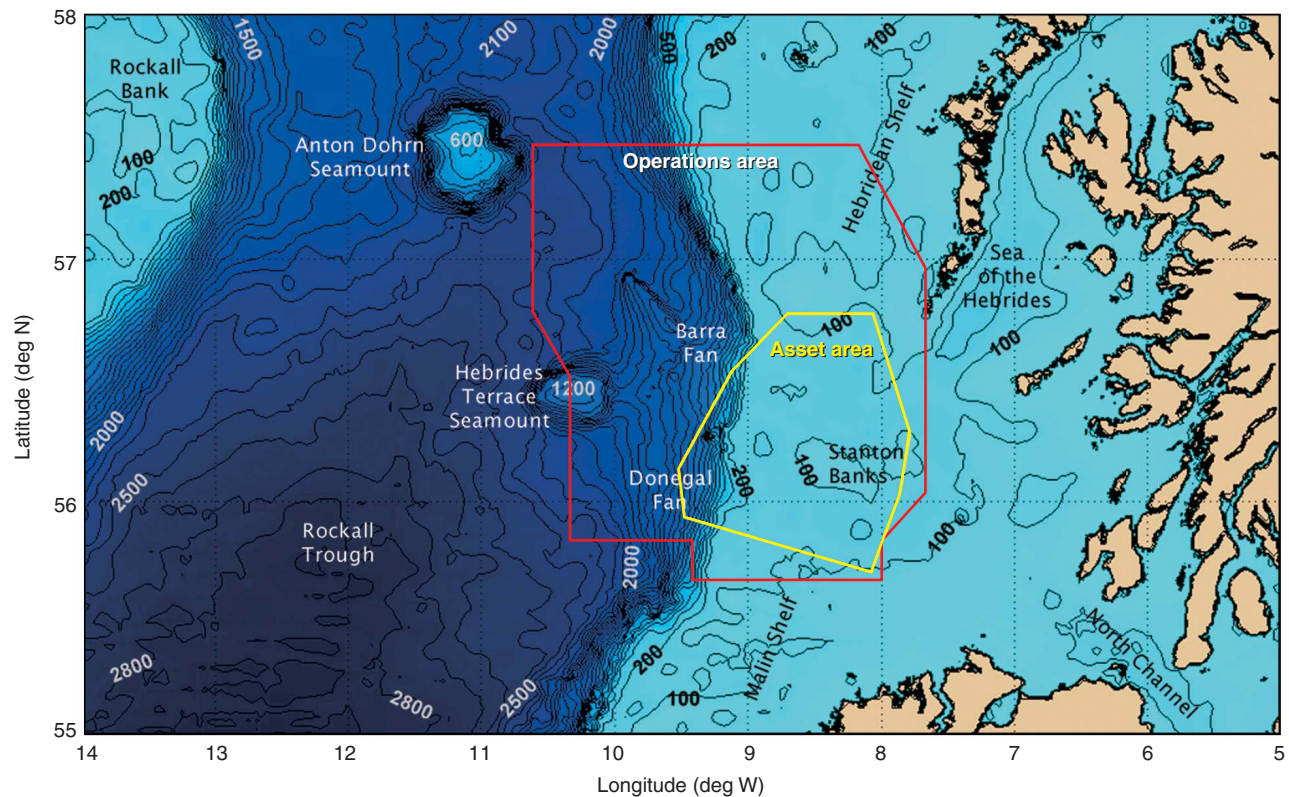 58
1500
2100
2000
500
200
100
Rockall
Bank
100
200
Anton Dohrn
Seamount
600
Operations area
Hebridean Shelf
57
Sea
of the
Hebrides
100
Barra
Fan
100
Asset area
Hebrides
Terrace
Seamount
1200
Latitude (deg N)
2000
2500
Donegal
Fan
200
100
Stanton
Banks
56
Rockall
Trough
2000
100
2800
2800
2500
200
100
Malin Shelf
North Channel
55
14
13
12
11
10
9
8
7
6
5
Longitude (deg W)